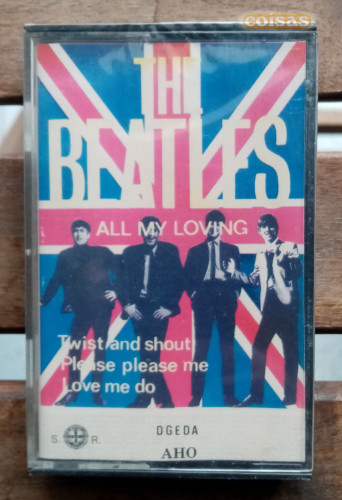 coisas
THE
BEATLES
ALL MY LOVING
Twist and shout
Please please me
Love me do
S. R.
DGEDA
AHO